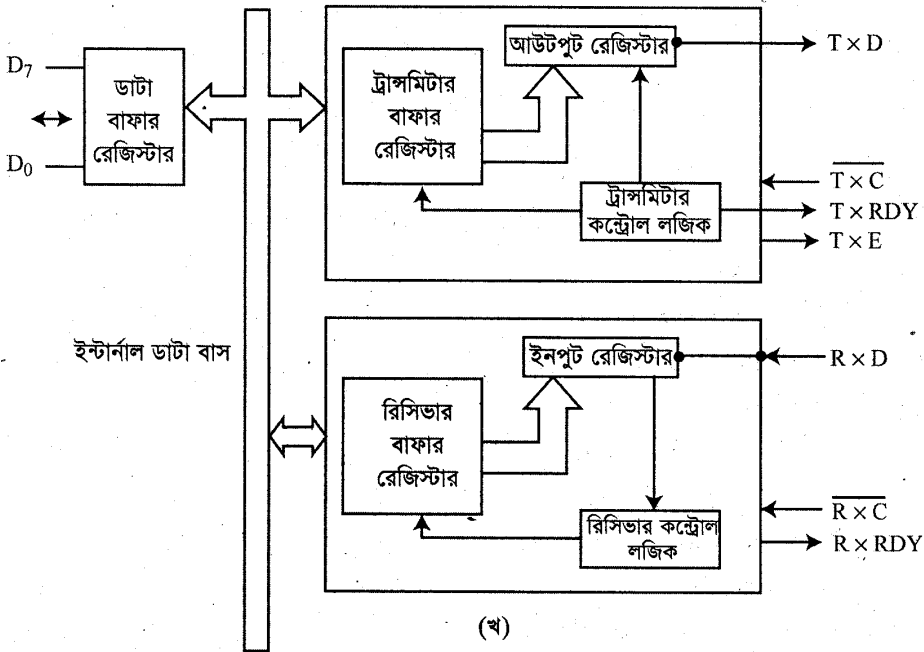 D7
D0
ডাটা
বাফার
রেজিস্টার
ট্রান্সমিটার
বাফার
রেজিস্টার
আউটপুট রেজিস্টার
ট্রান্সমিটার
কন্ট্রোল লজিক
T×D
T×C
T×RDY
T×E
ইন্টার্নাল ডাটা বাস
রিসিভার
বাফার
রেজিস্টার
ইনপুট রেজিস্টার
রিসিভার কন্ট্রোল
লজিক
R×D
R×C
R×RDY
(খ)